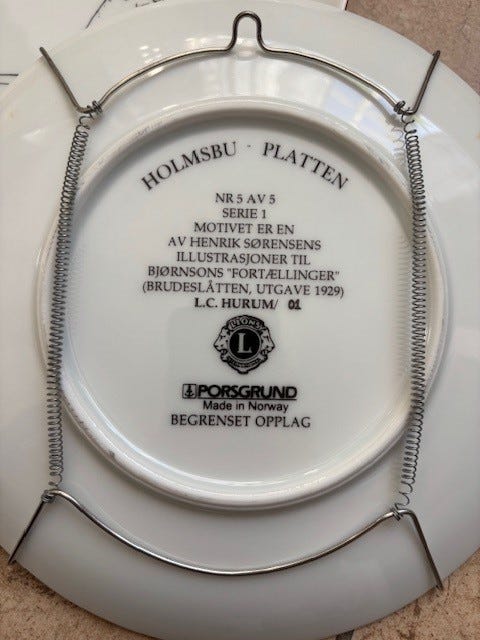 HOLMSBU · PLATTEN
NR 5 AV 5
SERIE 1
MOTIVET ER EN
AV HENRIK SØRENSENS
ILLUSTRASJONER TIL
BJØRNSONS "FORTÆLLINGER"
(BRUDESLÅTTEN, UTGAVE 1929)
L.C. HURUM/ 01
LIONS
L
PORSGRUND
Made in Norway
BEGRENSET OPPLAG